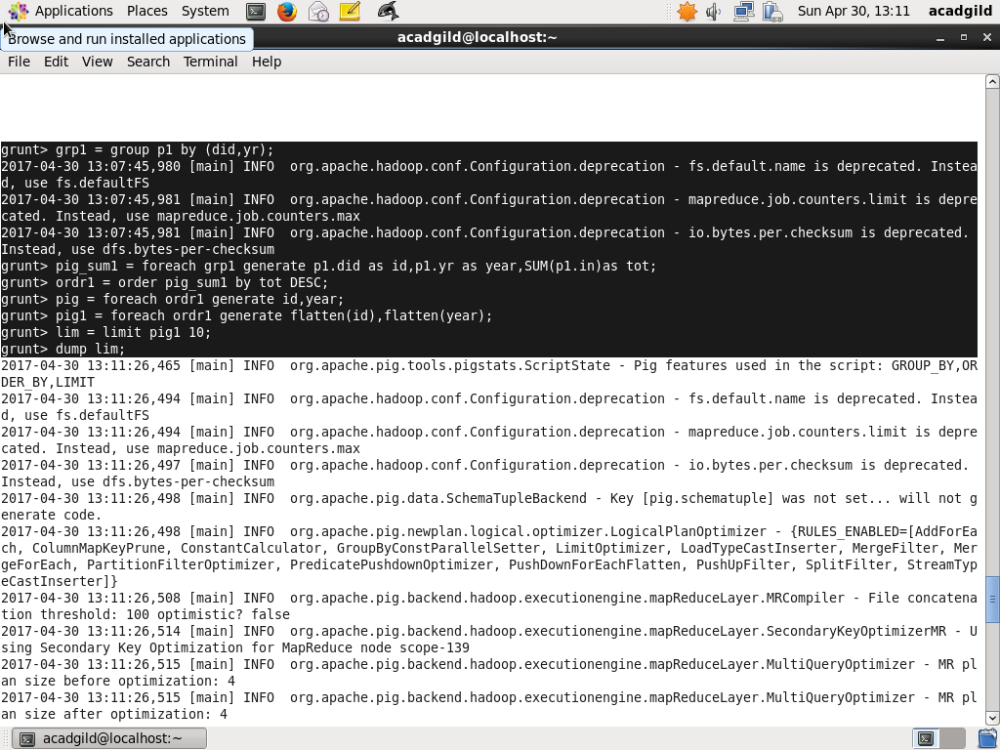 Applications Places System Sun Apr 30, 13:11 acadgild
Browse and run installed applications
acadgild@localhost:~
File Edit View Search Terminal Help
grunt> grp1 = group p1 by (did,yr);
2017-04-30 13:07:45,980 [main] INFO  org.apache.hadoop.conf.Configuration.deprecation - fs.default.name is deprecated. Instea
d, use fs.defaultFS
2017-04-30 13:07:45,981 [main] INFO  org.apache.hadoop.conf.Configuration.deprecation - mapreduce.job.counters.limit is depre
cated. Instead, use mapreduce.job.counters.max
2017-04-30 13:07:45,981 [main] INFO  org.apache.hadoop.conf.Configuration.deprecation - io.bytes.per.checksum is deprecated.
Instead, use dfs.bytes-per-checksum
grunt> pig_sum1 = foreach grp1 generate p1.did as id,p1.yr as year,SUM(p1.in)as tot;
grunt> ordr1 = order pig_sum1 by tot DESC;
grunt> pig = foreach ordr1 generate id,year;
grunt> pig1 = foreach ordr1 generate flatten(id),flatten(year);
grunt> lim = limit pig1 10;
grunt> dump lim;
2017-04-30 13:11:26,465 [main] INFO  org.apache.pig.tools.pigstats.ScriptState - Pig features used in the script: GROUP_BY,OR
DER_BY,LIMIT
2017-04-30 13:11:26,494 [main] INFO  org.apache.hadoop.conf.Configuration.deprecation - fs.default.name is deprecated. Instea
d, use fs.defaultFS
2017-04-30 13:11:26,494 [main] INFO  org.apache.hadoop.conf.Configuration.deprecation - mapreduce.job.counters.limit is depre
cated. Instead, use mapreduce.job.counters.max
2017-04-30 13:11:26,497 [main] INFO  org.apache.hadoop.conf.Configuration.deprecation - io.bytes.per.checksum is deprecated.
Instead, use dfs.bytes-per-checksum
2017-04-30 13:11:26,498 [main] INFO  org.apache.pig.data.SchemaTupleBackend - Key [pig.schematuple] was not set... will not g
enerate code.
2017-04-30 13:11:26,498 [main] INFO  org.apache.pig.newplan.logical.optimizer.LogicalPlanOptimizer - {RULES_ENABLED=[AddForEa
ch, ColumnMapKeyPrune, ConstantCalculator, GroupByConstParallelSetter, LimitOptimizer, LoadTypeCastInserter, MergeFilter, Mer
geForEach, PartitionFilterOptimizer, PredicatePushdownOptimizer, PushDownForEachFlatten, PushUpFilter, SplitFilter, StreamTyp
eCastInserter]}
2017-04-30 13:11:26,508 [main] INFO  org.apache.pig.backend.hadoop.executionengine.mapReduceLayer.MRCompiler - File concatena
tion threshold: 100 optimistic? false
2017-04-30 13:11:26,514 [main] INFO  org.apache.pig.backend.hadoop.executionengine.mapReduceLayer.SecondaryKeyOptimizerMR - U
sing Secondary Key Optimization for MapReduce node scope-139
2017-04-30 13:11:26,515 [main] INFO  org.apache.pig.backend.hadoop.executionengine.mapReduceLayer.MultiQueryOptimizer - MR pl
an size before optimization: 4
2017-04-30 13:11:26,515 [main] INFO  org.apache.pig.backend.hadoop.executionengine.mapReduceLayer.MultiQueryOptimizer - MR pl
an size after optimization: 4
acadgild@localhost:~